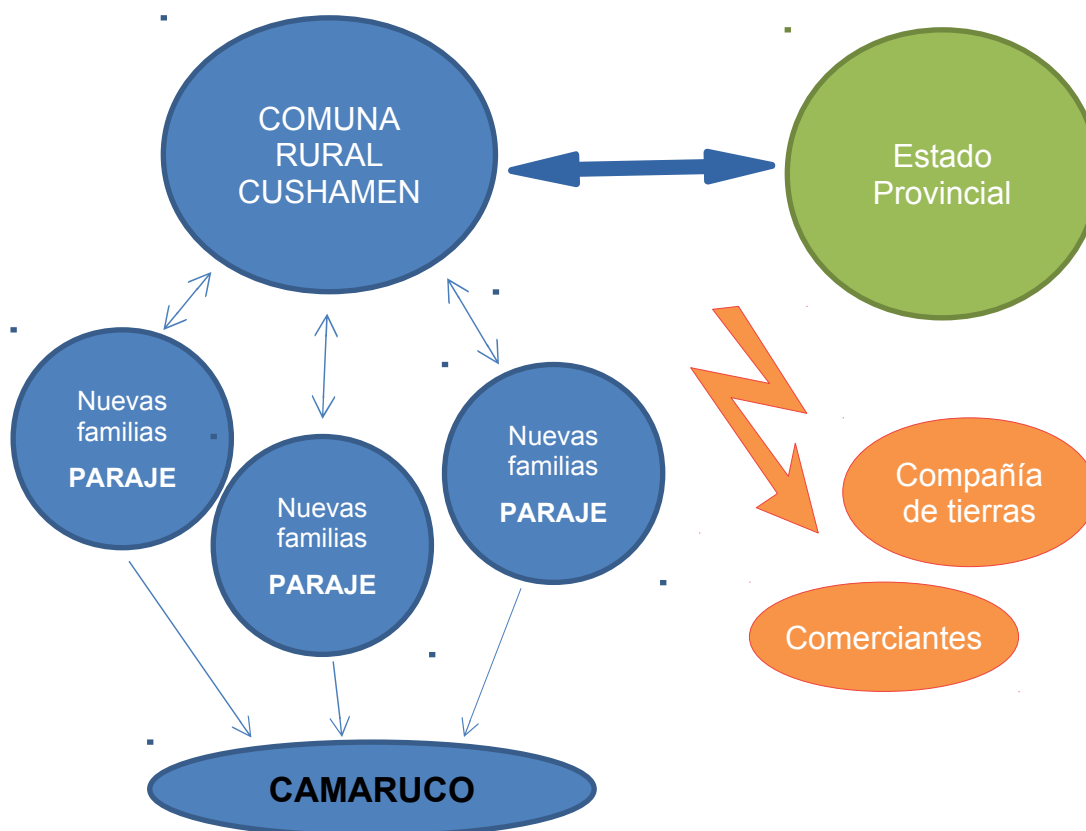 COMUNA
RURAL
CUSHAMEN
Estado
Provincial
Nuevas
familias
PARAJE
Nuevas
familias
PARAJE
Nuevas
familias
PARAJE
Compañía
de tierras
Comerciantes
CAMARUCO